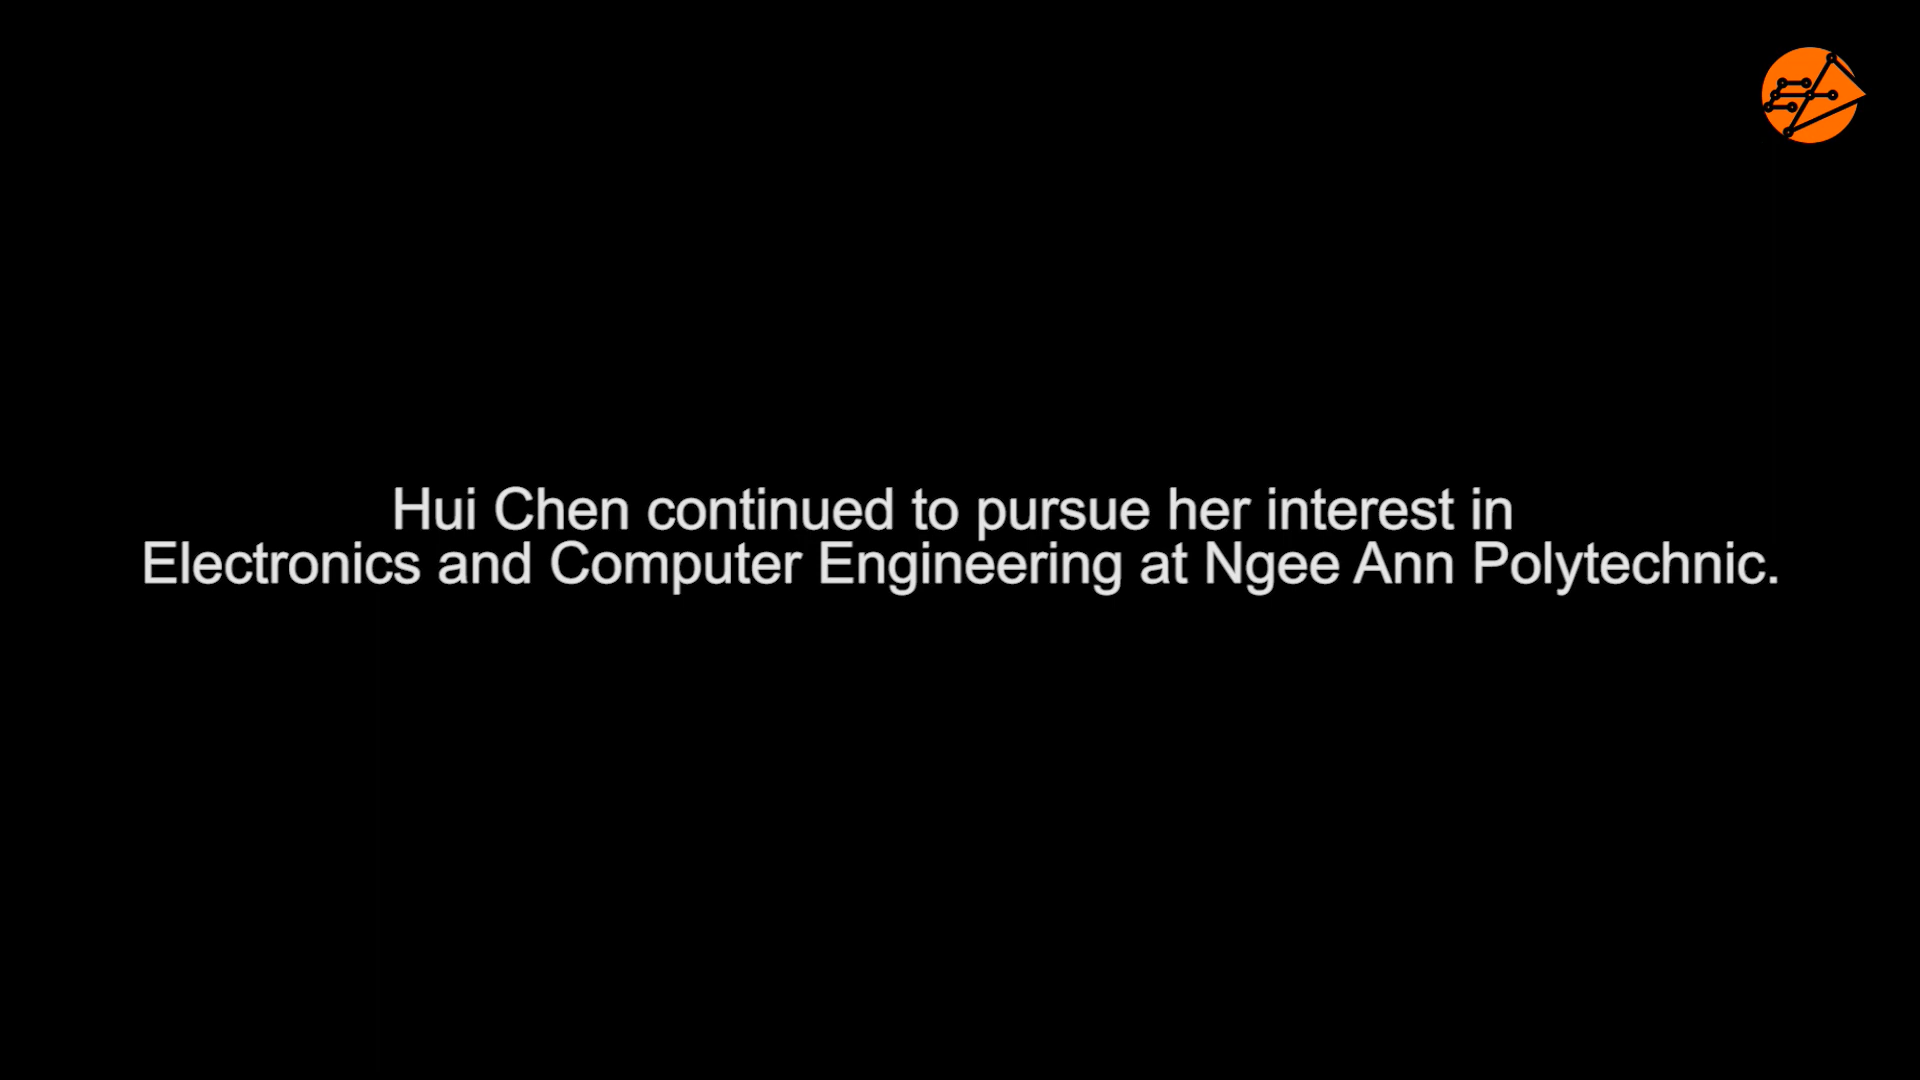 Hui Chen continued to pursue her interest in
Electronics and Computer Engineering at Ngee Ann Polytechnic.